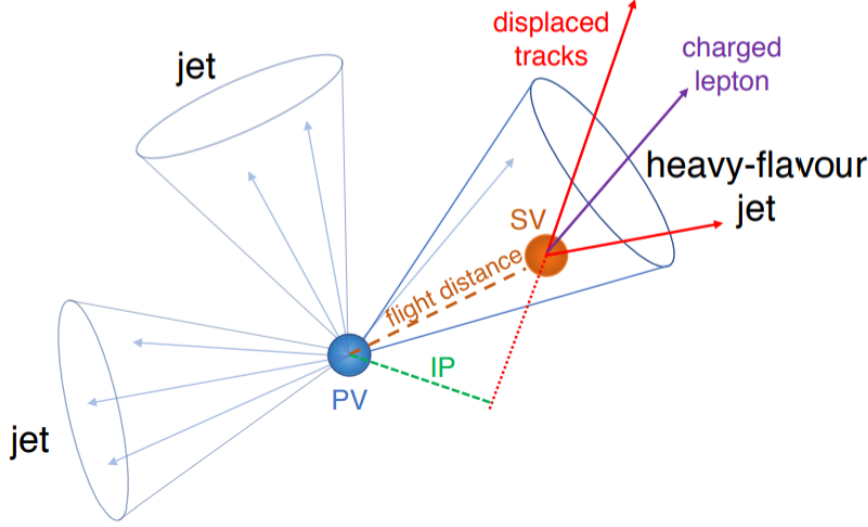 displaced
tracks
jet
charged
lepton
heavy-flavour
jet
SV
flight distance
IP
PV
jet